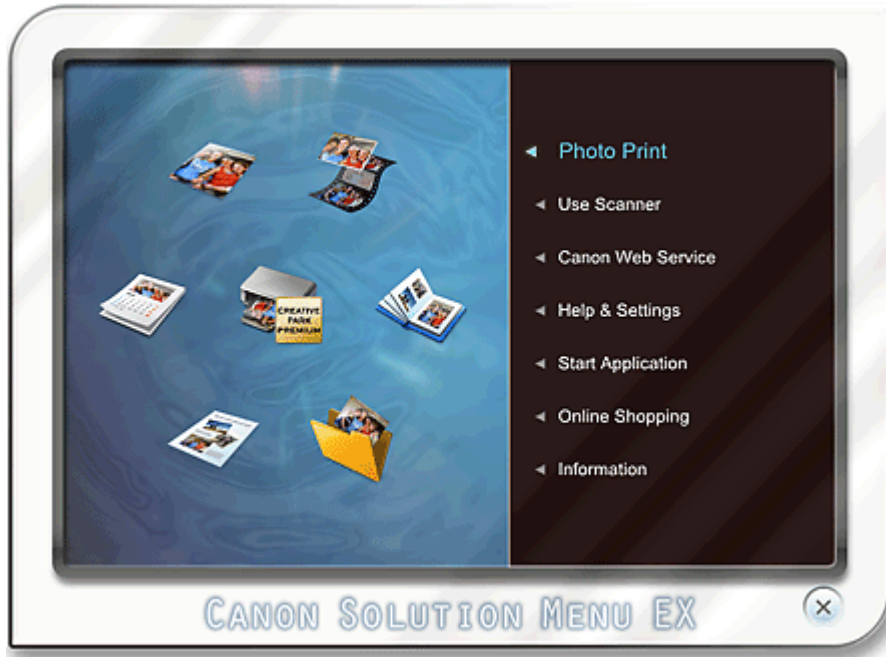 Photo Print
Use Scanner
Canon Web Service
CREATIVE
PARK
PREMIUM
Help & Settings
Start Application
Online Shopping
Information
CANON SOLUTION MENU EX